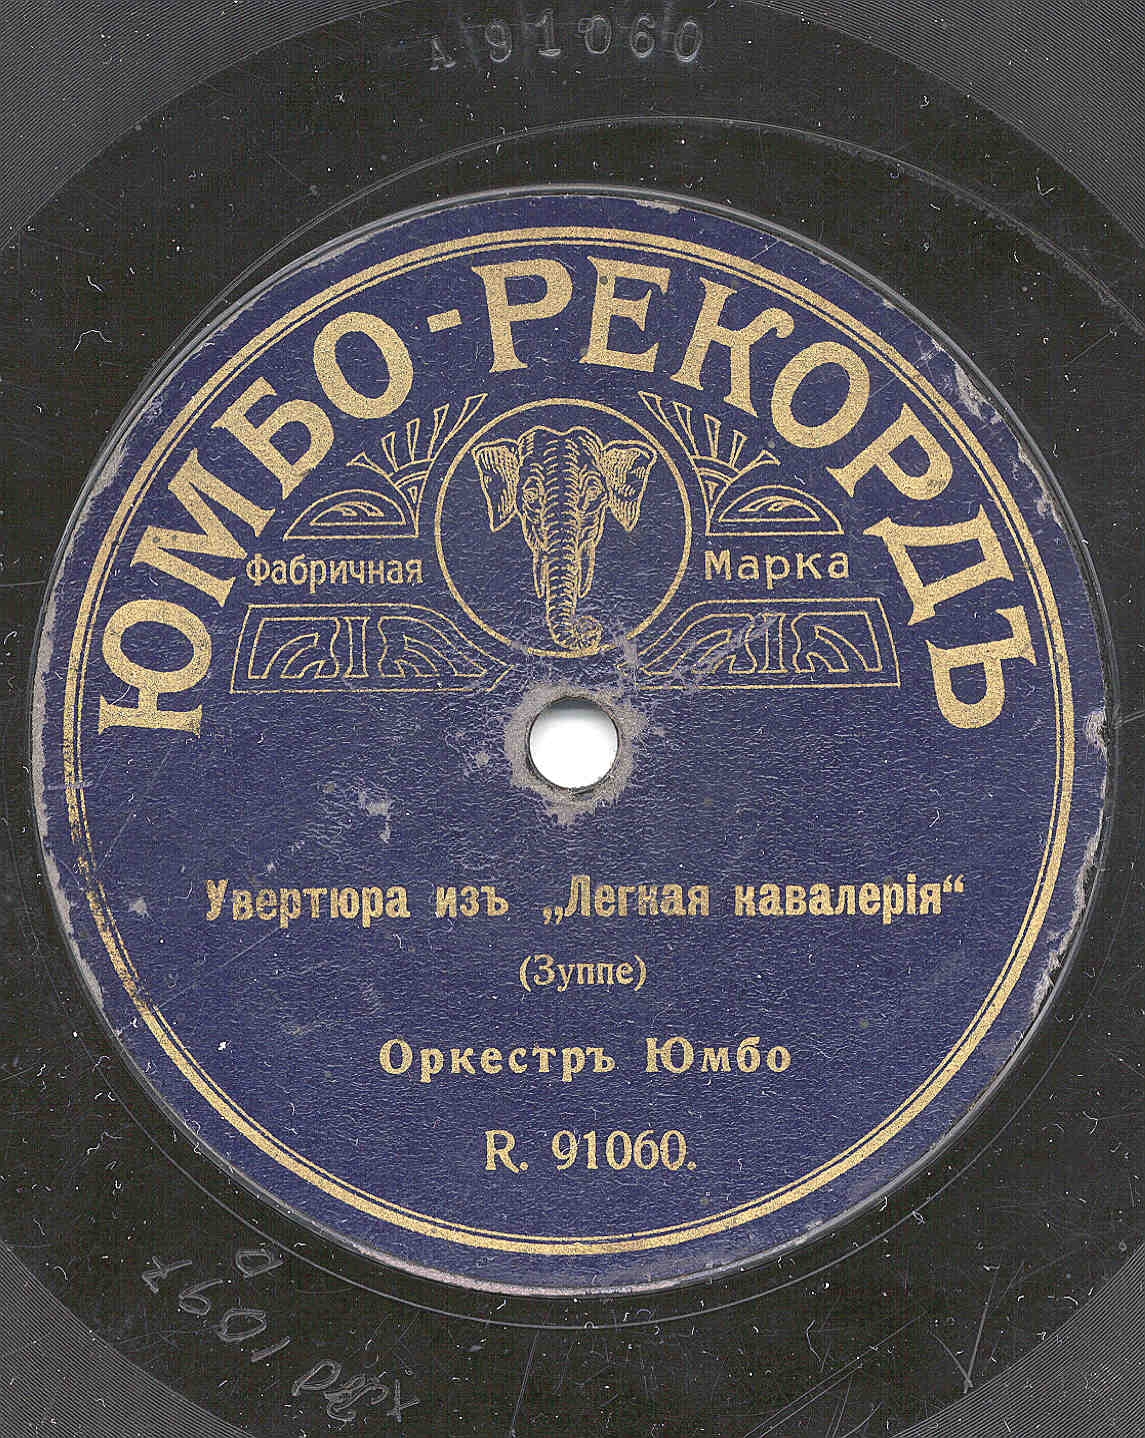 A 91060
ЮМБО-РЕКОРДЪ
Фабричная Марка
Увертюра изъ „Легкая кавалерія“
(Зуппе)
Оркестръ Юмбо
R. 91060.